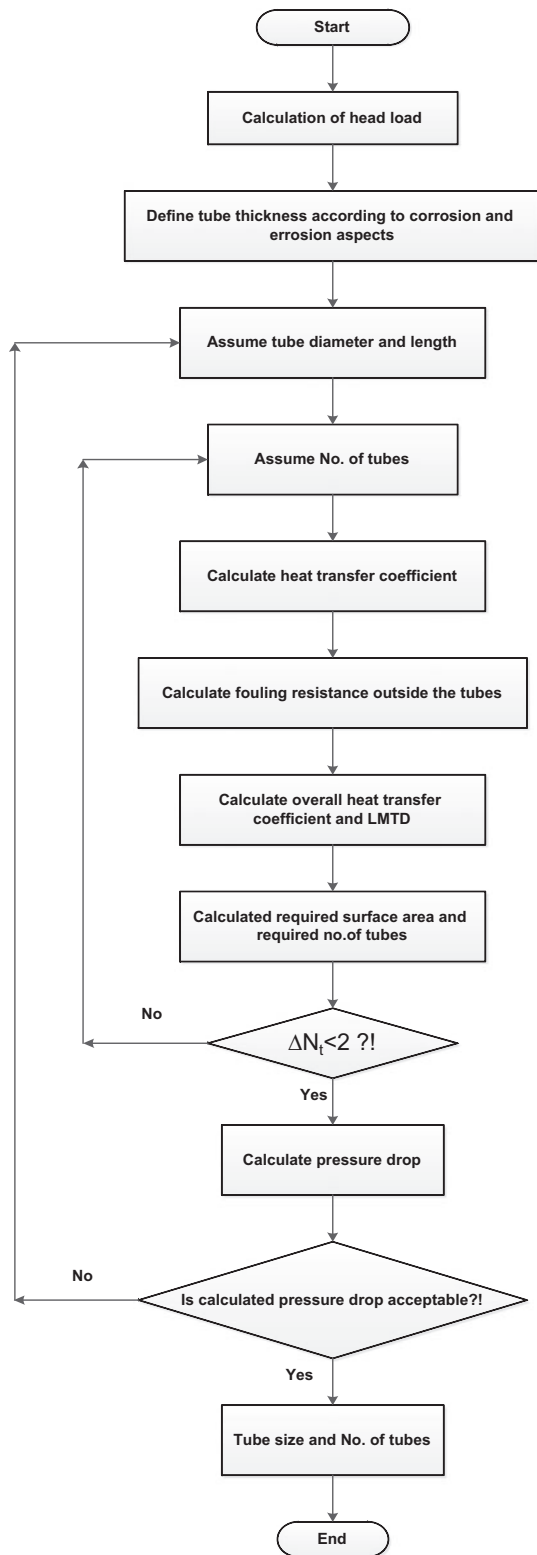 Start
Calculation of head load
Define tube thickness according to corrosion and
errosion aspects
Assume tube diameter and length
Assume No. of tubes
Calculate heat transfer coefficient
Calculate fouling resistance outside the tubes
Calculate overall heat transfer
coefficient and LMTD
Calculated required surface area and
required no.of tubes
No
ΔNt<2 ?!
Yes
Calculate pressure drop
No
Is calculated pressure drop acceptable?!
Yes
Tube size and No. of tubes
End